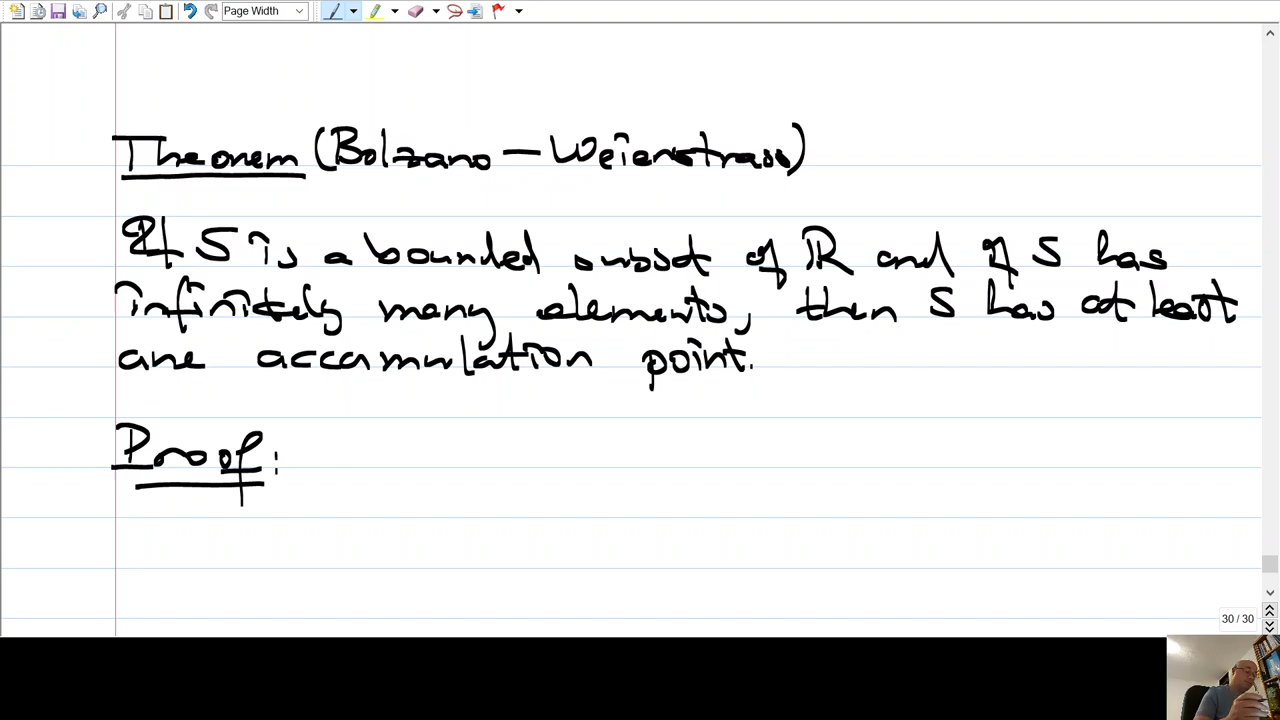 Page Width
Theorem (Bolzano – Weierstrass)
If S is a bounded subset of ℝ and if S has
infinitely many elements, then S has at least
one accumulation point.
Proof:
30 / 30